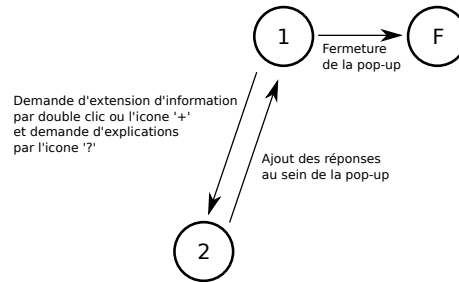 1
F
Fermeture
de la pop-up
Demande d'extension d'information
par double clic ou l'icone '+'
et demande d'explications
par l'icone '?'
Ajout des réponses
au sein de la pop-up
2